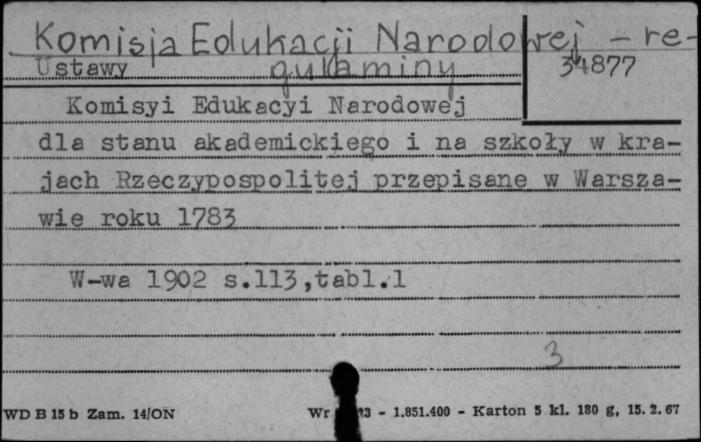 Komisja Edukacji Narodowej - re-
gulaminy
34877
Ustawy
Komisyi Edukacyi Narodowej
dla stanu akademickiego i na szkoły w kra-
jach Rzeczypospolitej przepisane w Warsza-
wie roku 1783
W-wa 1902 s.113,tabl.1
3
WD B 15 b Zam. 14/ON
Wr 3 - 1.851.400 - Karton 5 kl. 180 g, 15. 2. 67